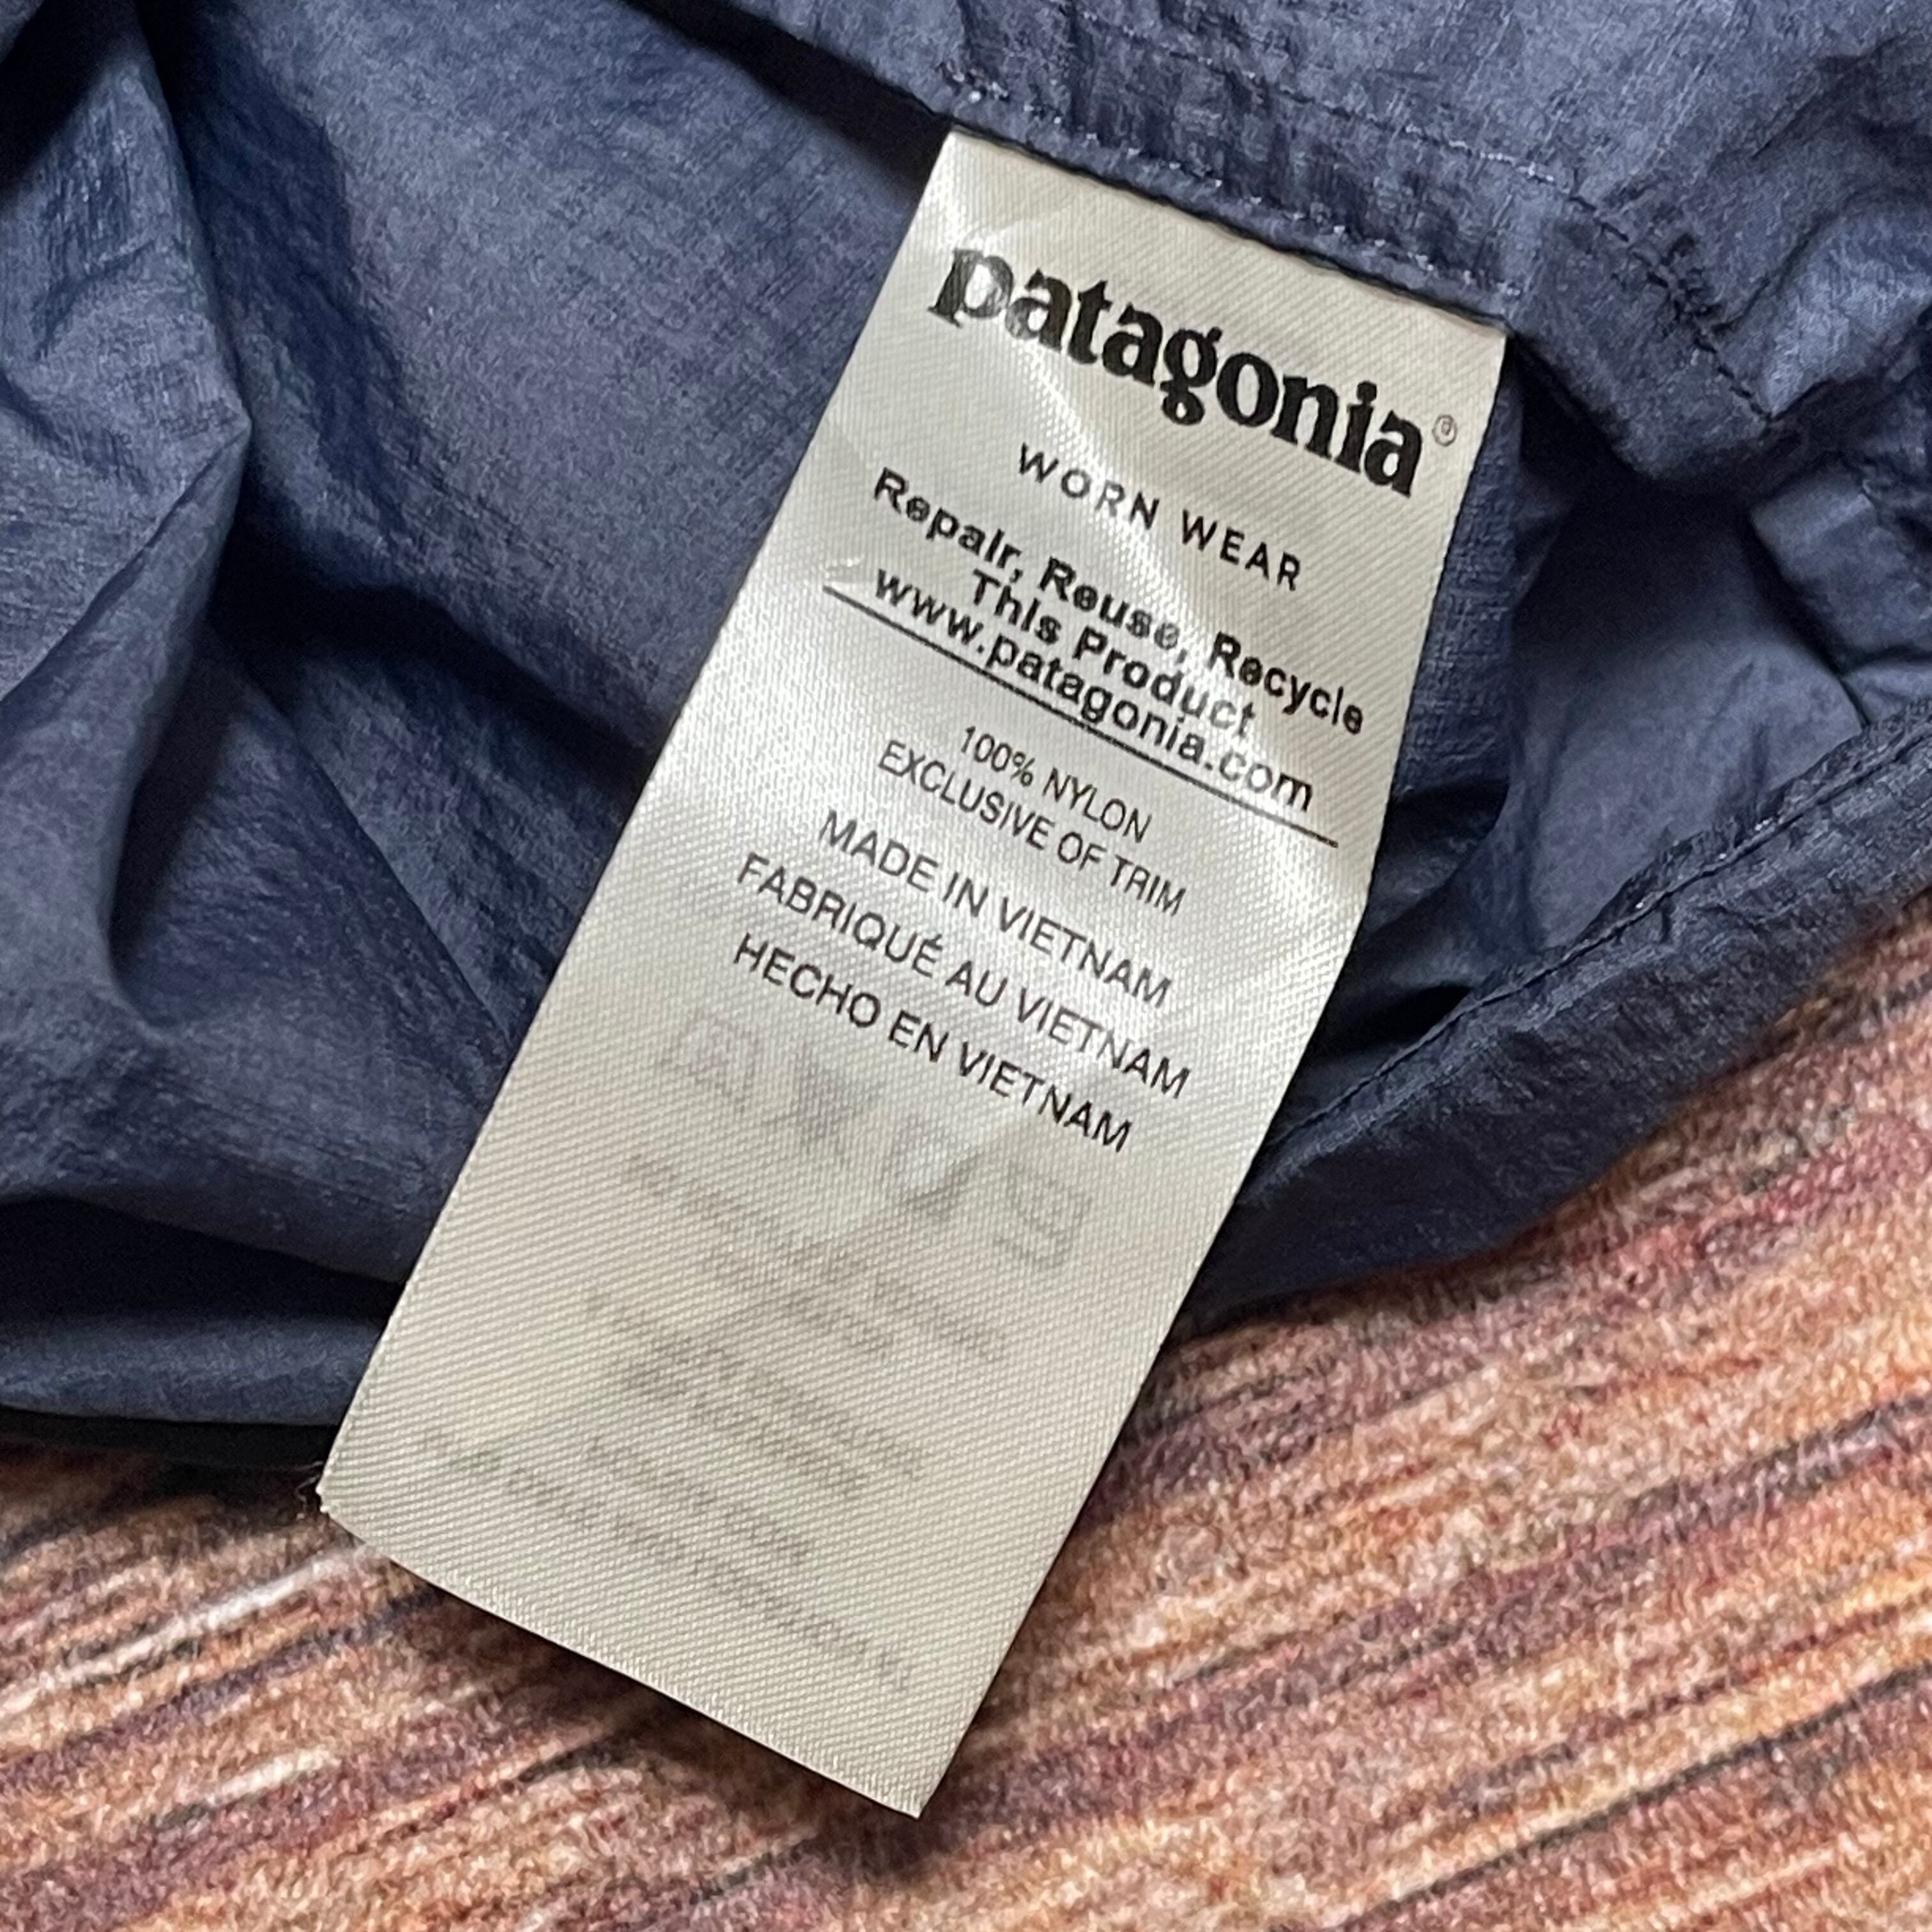 patagonia®
WORN WEAR
Repair, Reuse, Recycle
This Product
www.patagonia.com
100% NYLON
EXCLUSIVE OF TRIM
MADE IN VIETNAM
FABRIQUÉ AU VIETNAM
HECHO EN VIETNAM